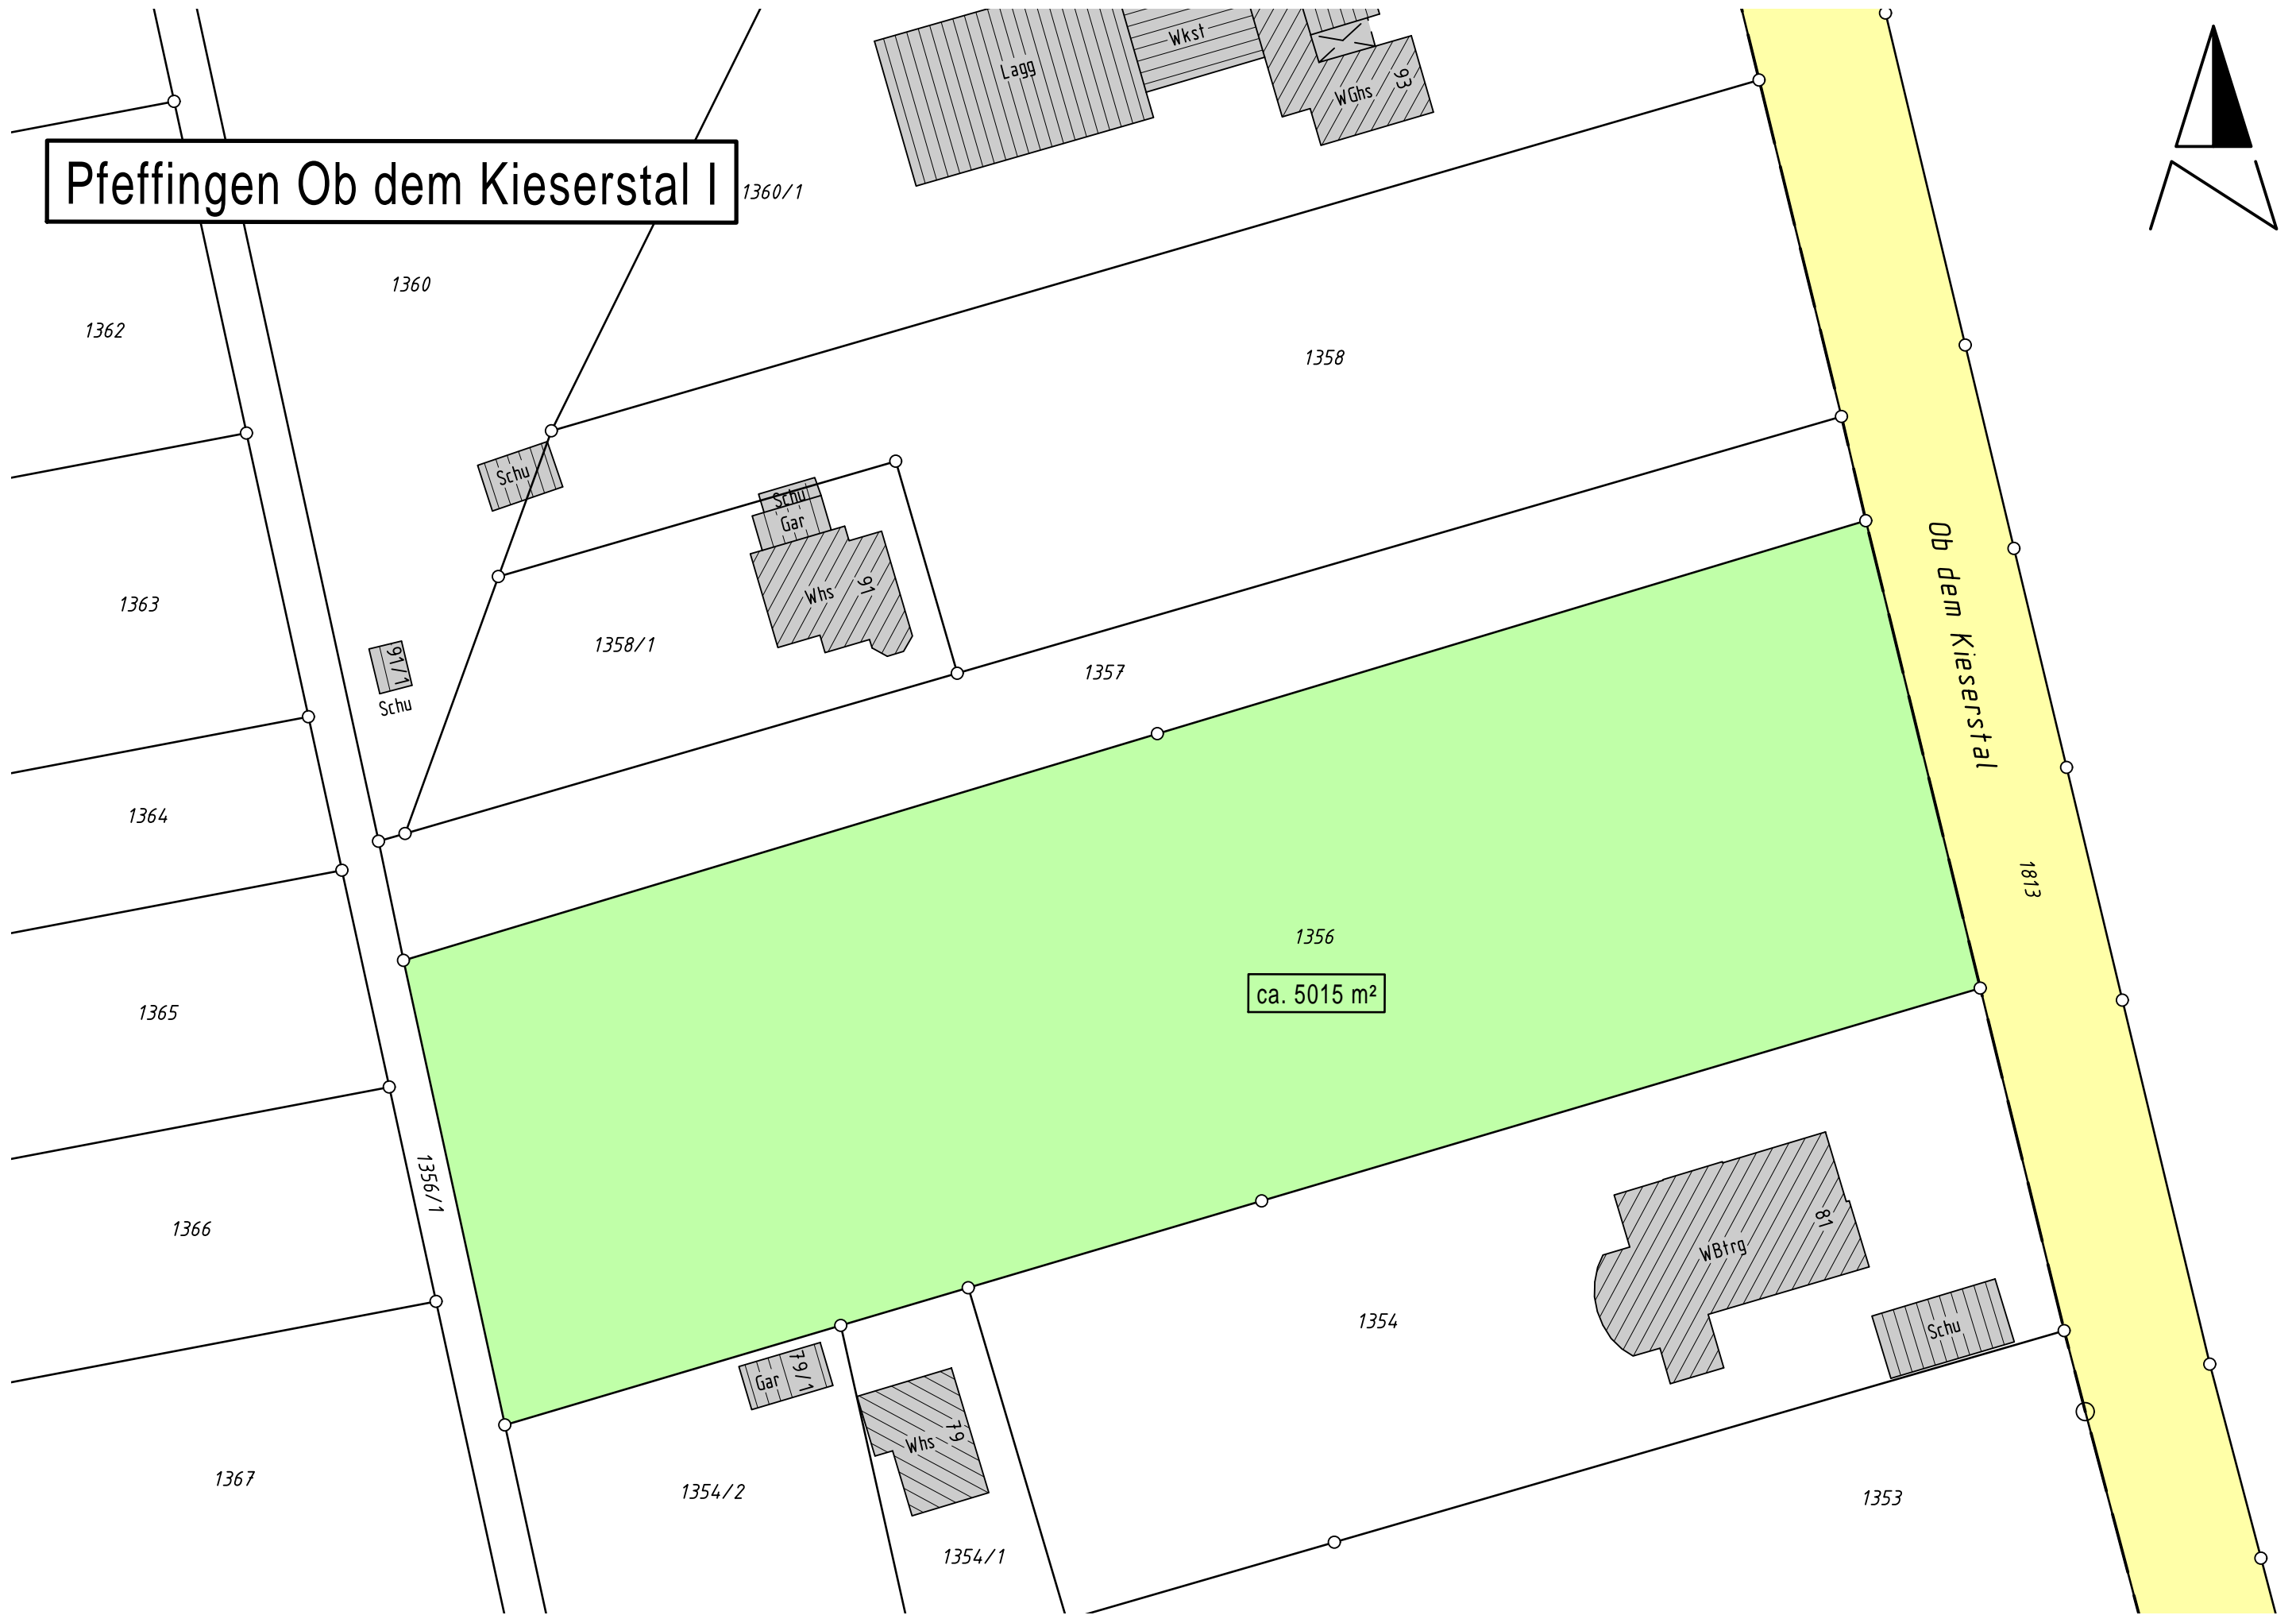 Wkst
Lagg
93
WGhs
Pfeffingen Ob dem Kieserstal I
1360/1
1360
1362
1358
Schu
Schu
Gar
Ob dem Kieserstal
91
Whs
1363
1358/1
91/1
1357
Schu
1364
1813
1356
ca. 5015 m²
1365
1356/1
1366
81
WBtrg
1354
Schu
79/1
Gar
79
Whs
1367
1354/2
1353
1354/1